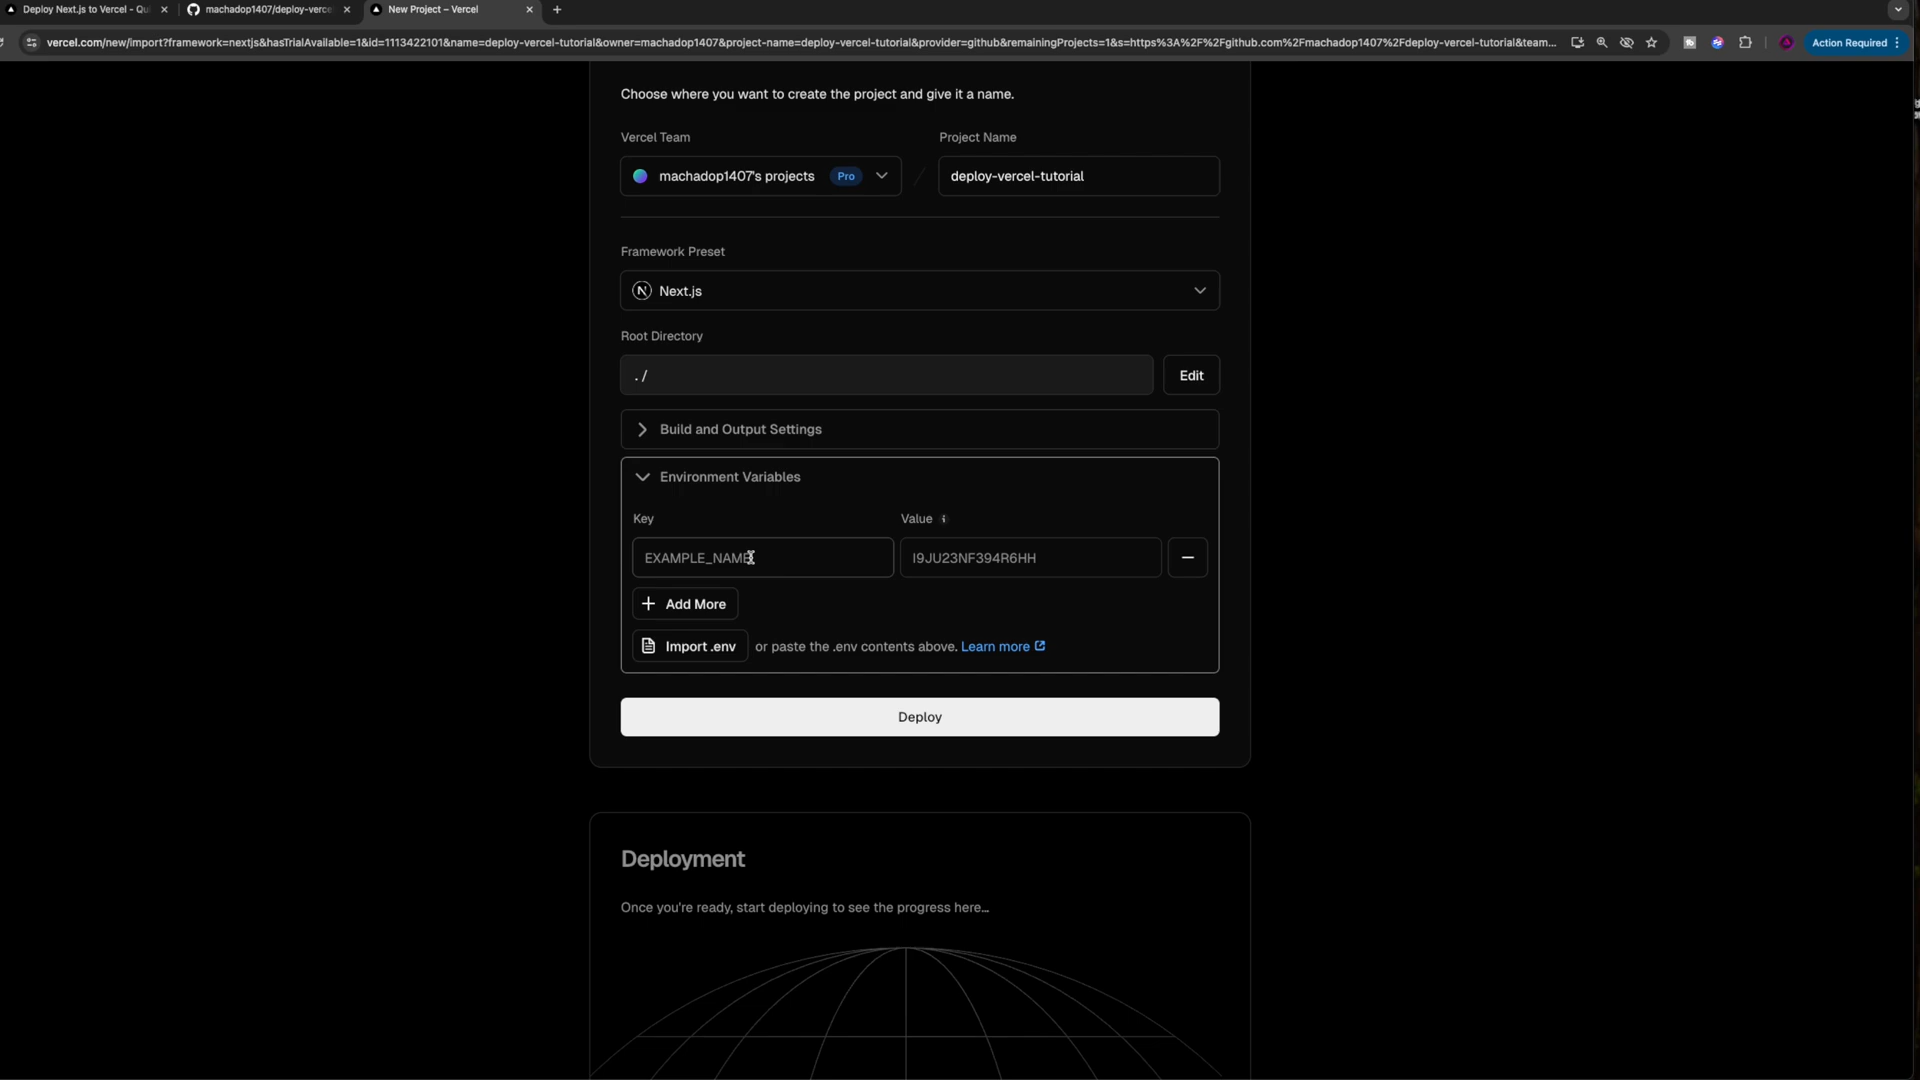 Deploy Next.js to Vercel - Qu
machadop1407/deploy-verce
New Project – Vercel
vercel.com/new/import?framework=nextjs&hasTrialAvailable=1&id=1113422101&name=deploy-vercel-tutorial&owner=machadop1407&project-name=deploy-vercel-tutorial&provider=github&remainingProjects=1&s=https%3A%2F%2Fgithub.com%2Fmachadop1407%2Fdeploy-vercel-tutorial&team...
Action Required
Choose where you want to create the project and give it a name.
Vercel Team
Project Name
machadop1407's projects Pro
deploy-vercel-tutorial
Framework Preset
N Next.js
Root Directory
./
Edit
Build and Output Settings
Environment Variables
Key
Value
EXAMPLE_NAME
I9JU23NF394R6HH
Add More
Import .env or paste the .env contents above. Learn more
Deploy
Deployment
Once you're ready, start deploying to see the progress here...